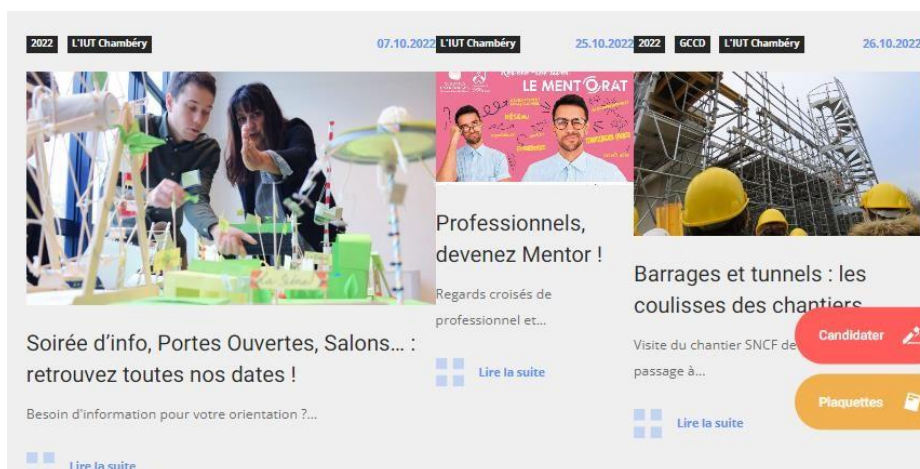 2022 L'IUT Chambéry 07.10.2022
Soirée d'info, Portes Ouvertes, Salons... :
retrouvez toutes nos dates !
Besoin d'information pour votre orientation ?...
Lire la suite
L'IUT Chambéry 25.10.2022
LE MENTORAT
RÉSEAU
Professionnels,
devenez Mentor !
Regards croisés de
professionnel et...
Lire la suite
2022 GCCD L'IUT Chambéry 26.10.2022
Barrages et tunnels : les
coulisses des chantiers
Visite du chantier SNCF de
passage à...
Lire la suite
Candidater
Plaquettes